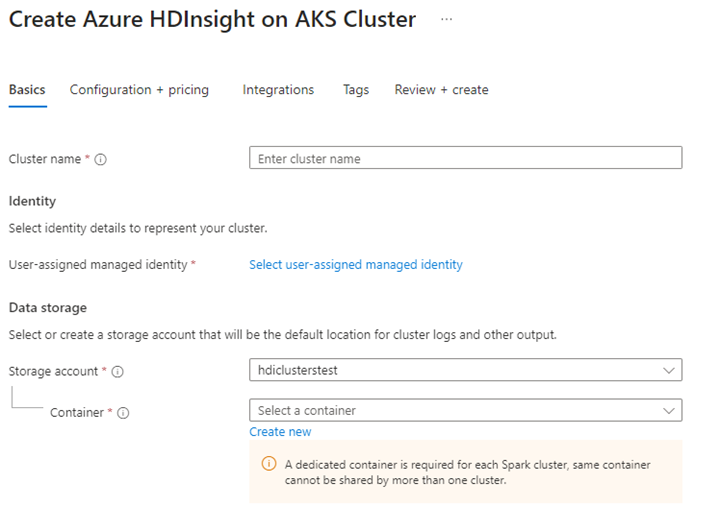 Create Azure HDInsight on AKS Cluster ...
Basics Configuration + pricing Integrations Tags Review + create
Cluster name * Enter cluster name
Identity
Select identity details to represent your cluster.
User-assigned managed identity * Select user-assigned managed identity
Data storage
Select or create a storage account that will be the default location for cluster logs and other output.
Storage account * hdiclusterstest
Container * Select a container
Create new
A dedicated container is required for each Spark cluster, same container
cannot be shared by more than one cluster.